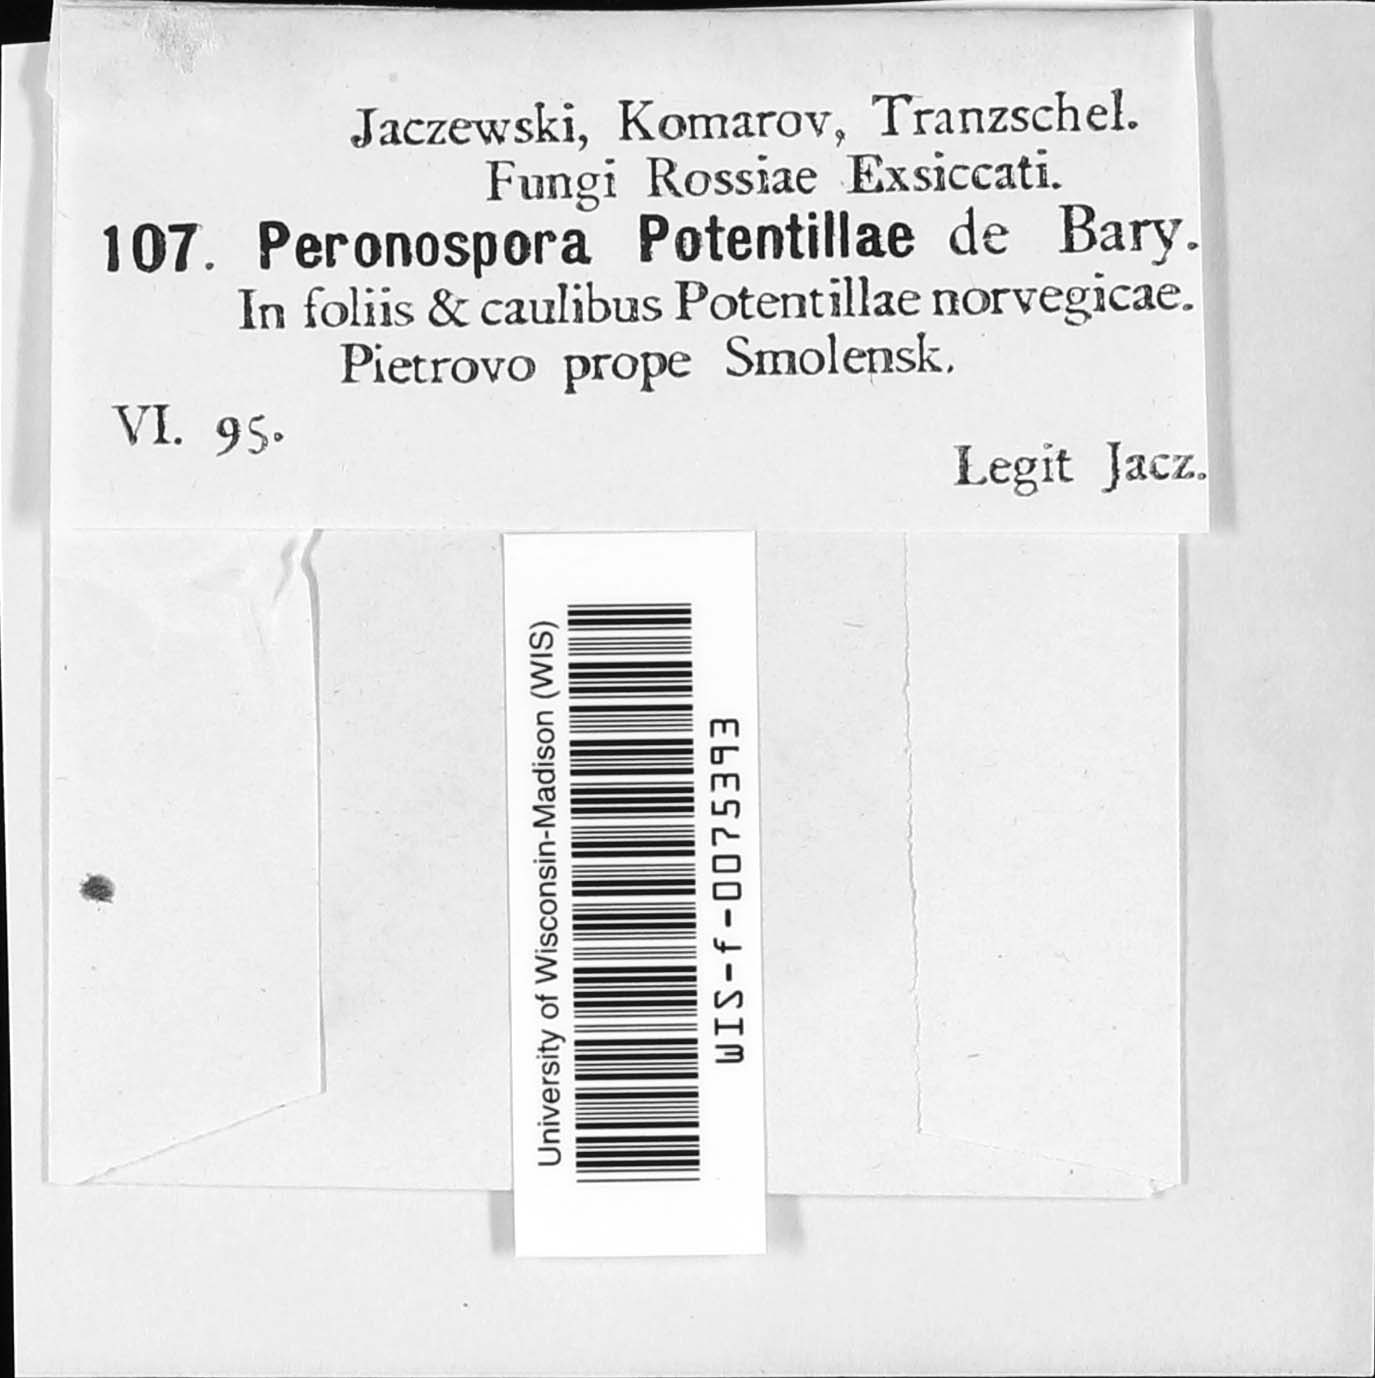 Jaczewski, Komarov, Tranzschel.
Fungi Rossiae Exsiccati.
107. Peronospora Potentillae de Bary.
In foliis & caulibus Potentillae norvegicae.
Pietrovo prope Smolensk.
VI. 95.
Legit Jacz.
University of Wisconsin-Madison (WIS)
WIS-f-0075393